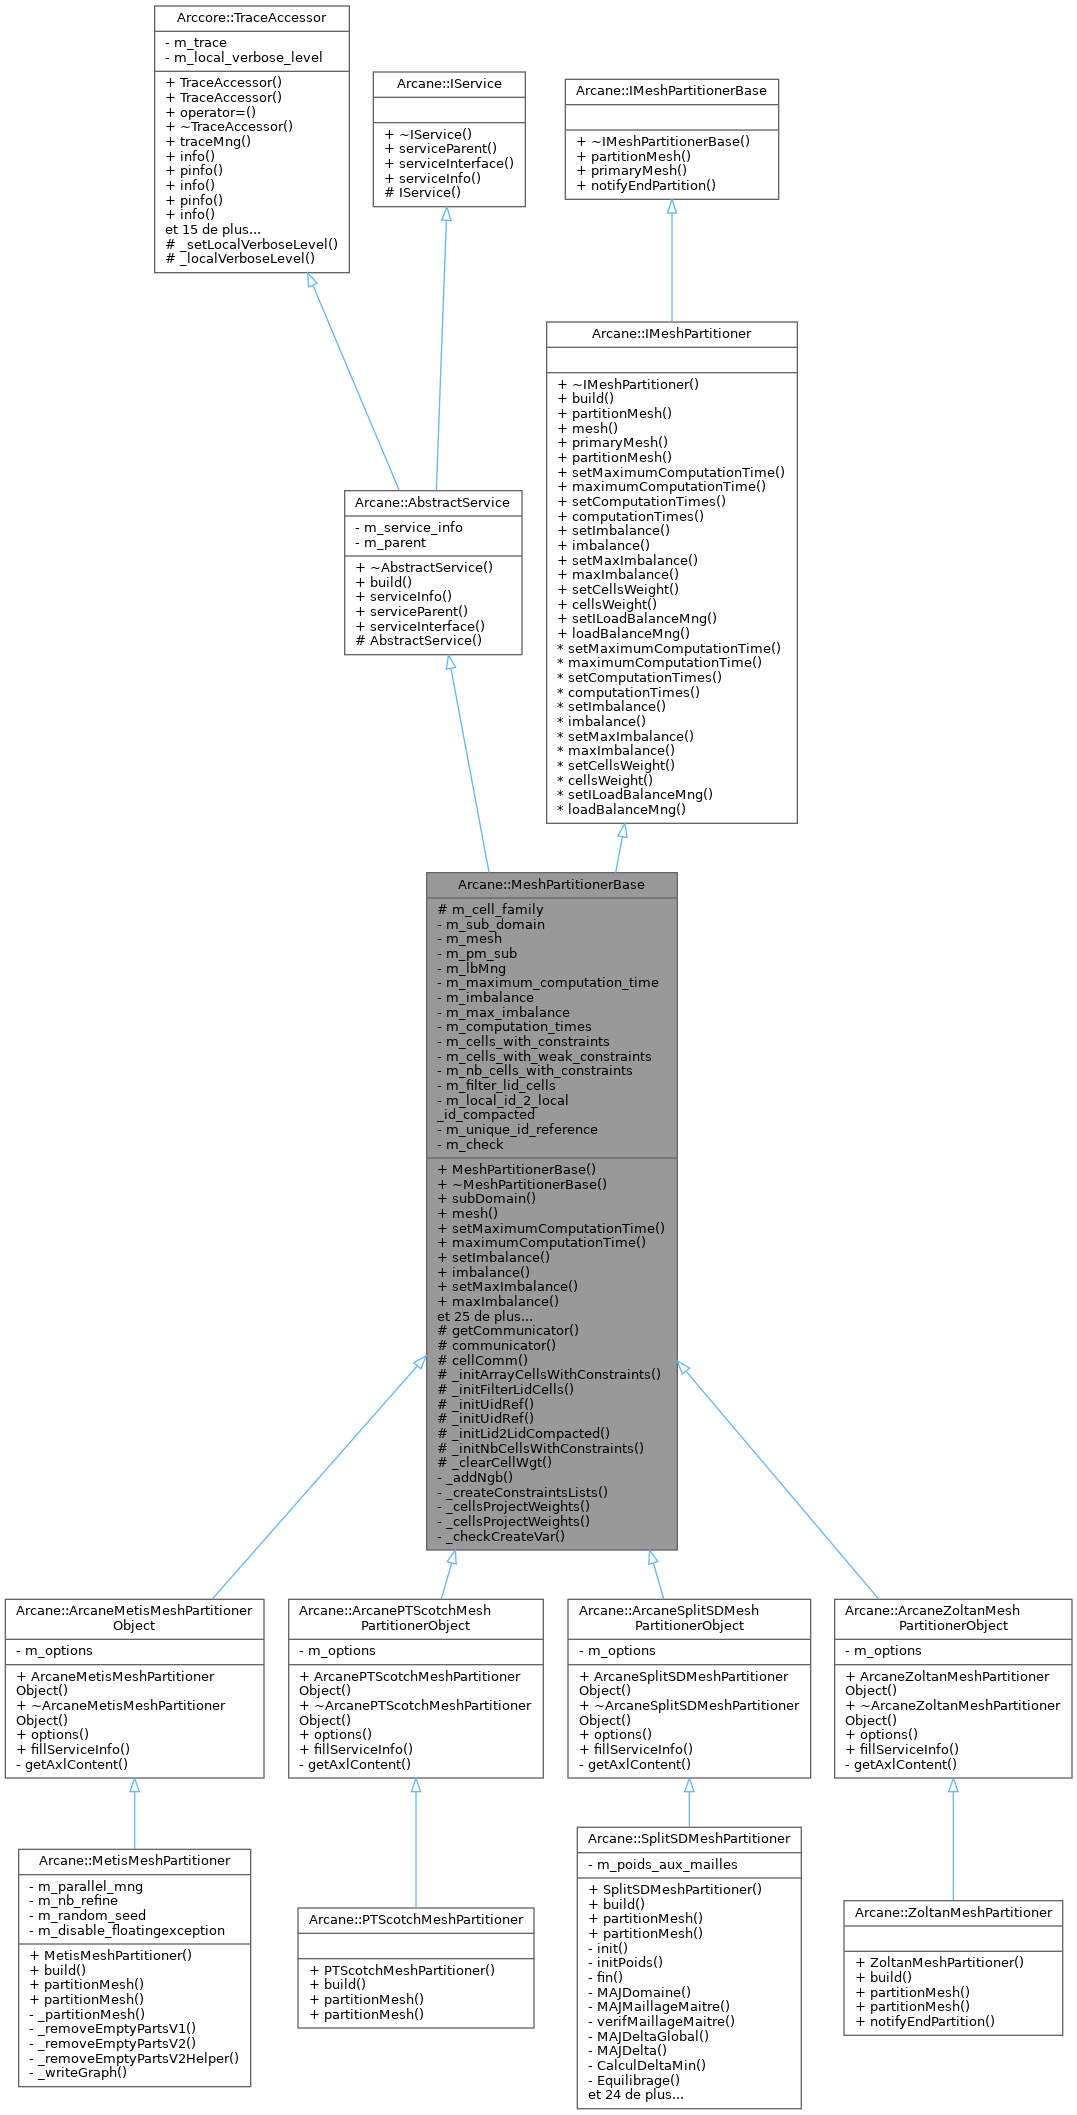 Arccore::TraceAccessor
- m_trace
- m_local_verbose_level
+ TraceAccessor()
+ TraceAccessor()
+ operator=()
+ ~TraceAccessor()
+ traceMng()
+ info()
+ pinfo()
+ info()
+ pinfo()
+ info()
et 15 de plus...
# _setLocalVerboseLevel()
# _localVerboseLevel()
Arcane::IService
+ ~IService()
+ serviceParent()
+ serviceInterface()
+ serviceInfo()
# IService()
Arcane::IMeshPartitionerBase
+ ~IMeshPartitionerBase()
+ partitionMesh()
+ primaryMesh()
+ notifyEndPartition()
Arcane::IMeshPartitioner
+ ~IMeshPartitioner()
+ build()
+ partitionMesh()
+ mesh()
+ primaryMesh()
+ partitionMesh()
+ setMaximumComputationTime()
+ maximumComputationTime()
+ setComputationTimes()
+ computationTimes()
+ setImbalance()
+ imbalance()
+ setMaxImbalance()
+ maxImbalance()
+ setCellsWeight()
+ cellsWeight()
+ setILoadBalanceMng()
+ loadBalanceMng()
* setMaximumComputationTime()
* maximumComputationTime()
* setComputationTimes()
* computationTimes()
* setImbalance()
* imbalance()
* setMaxImbalance()
* maxImbalance()
* setCellsWeight()
* cellsWeight()
* setILoadBalanceMng()
* loadBalanceMng()
Arcane::AbstractService
- m_service_info
- m_parent
+ ~AbstractService()
+ build()
+ serviceInfo()
+ serviceParent()
+ serviceInterface()
# AbstractService()
Arcane::MeshPartitionerBase
# m_cell_family
- m_sub_domain
- m_mesh
- m_pm_sub
- m_lbMng
- m_maximum_computation_time
- m_imbalance
- m_max_imbalance
- m_computation_times
- m_cells_with_constraints
- m_cells_with_weak_constraints
- m_nb_cells_with_constraints
- m_filter_lid_cells
- m_local_id_2_local
_id_compacted
- m_unique_id_reference
- m_check
+ MeshPartitionerBase()
+ ~MeshPartitionerBase()
+ subDomain()
+ mesh()
+ setMaximumComputationTime()
+ maximumComputationTime()
+ setImbalance()
+ imbalance()
+ setMaxImbalance()
+ maxImbalance()
et 25 de plus...
# getCommunicator()
# communicator()
# cellComm()
# _initArrayCellsWithConstraints()
# _initFilterLidCells()
# _initUidRef()
# _initUidRef()
# _initLid2LidCompacted()
# _initNbCellsWithConstraints()
# _clearCellWgt()
- _addNgb()
- _createConstraintsLists()
- _cellsProjectWeights()
- _cellsProjectWeights()
- _checkCreateVar()
Arcane::ArcaneMetisMeshPartitioner
Object
- m_options
+ ArcaneMetisMeshPartitioner
Object()
+ ~ArcaneMetisMeshPartitioner
Object()
+ options()
+ fillServiceInfo()
- getAxlContent()
Arcane::ArcanePTScotchMesh
PartitionerObject
- m_options
+ ArcanePTScotchMeshPartitioner
Object()
+ ~ArcanePTScotchMeshPartitioner
Object()
+ options()
+ fillServiceInfo()
- getAxlContent()
Arcane::ArcaneSplitSDMesh
PartitionerObject
- m_options
+ ArcaneSplitSDMeshPartitioner
Object()
+ ~ArcaneSplitSDMeshPartitioner
Object()
+ options()
+ fillServiceInfo()
- getAxlContent()
Arcane::ArcaneZoltanMesh
PartitionerObject
- m_options
+ ArcaneZoltanMeshPartitioner
Object()
+ ~ArcaneZoltanMeshPartitioner
Object()
+ options()
+ fillServiceInfo()
- getAxlContent()
Arcane::MetisMeshPartitioner
- m_parallel_mng
- m_nb_refine
- m_random_seed
- m_disable_floatingexception
+ MetisMeshPartitioner()
+ build()
+ partitionMesh()
+ partitionMesh()
- _partitionMesh()
- _removeEmptyPartsV1()
- _removeEmptyPartsV2()
- _removeEmptyPartsV2Helper()
- _writeGraph()
Arcane::PTScotchMeshPartitioner
+ PTScotchMeshPartitioner()
+ build()
+ partitionMesh()
+ partitionMesh()
Arcane::SplitSDMeshPartitioner
- m_poids_aux_mailles
+ SplitSDMeshPartitioner()
+ build()
+ partitionMesh()
+ partitionMesh()
- init()
- initPoids()
- fin()
- MAJDomaine()
- MAJMaillageMaitre()
- verifMaillageMaitre()
- MAJDeltaGlobal()
- MAJDelta()
- CalculDeltaMin()
- Equilibrage()
et 24 de plus...
Arcane::ZoltanMeshPartitioner
+ ZoltanMeshPartitioner()
+ build()
+ partitionMesh()
+ partitionMesh()
+ notifyEndPartition()